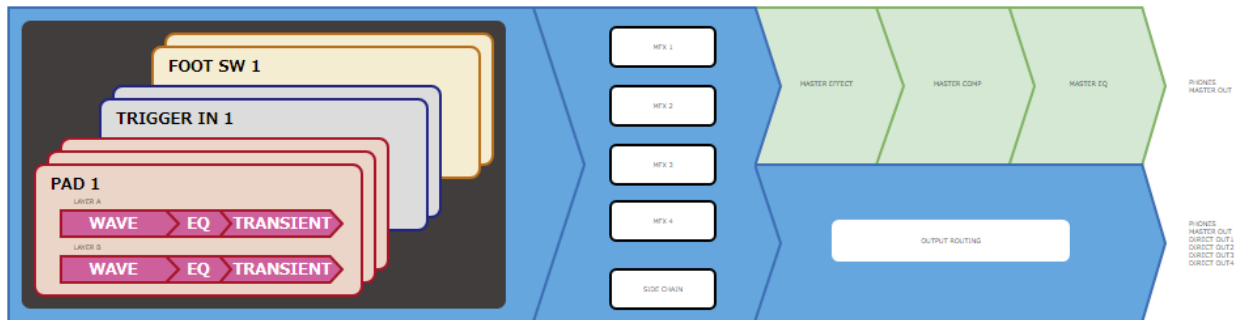 FOOT SW 1
TRIGGER IN 1
PAD 1
LAYER A
WAVE EQ TRANSIENT
LAYER B
WAVE EQ TRANSIENT
MFX 1
MFX 2
MFX 3
MFX 4
SIDE CHAIN
MASTER EFFECT
MASTER COMP
MASTER EQ
PHONES
MASTER OUT
OUTPUT ROUTING
PHONES
MASTER OUT
DIRECT OUT1
DIRECT OUT2
DIRECT OUT3
DIRECT OUT4